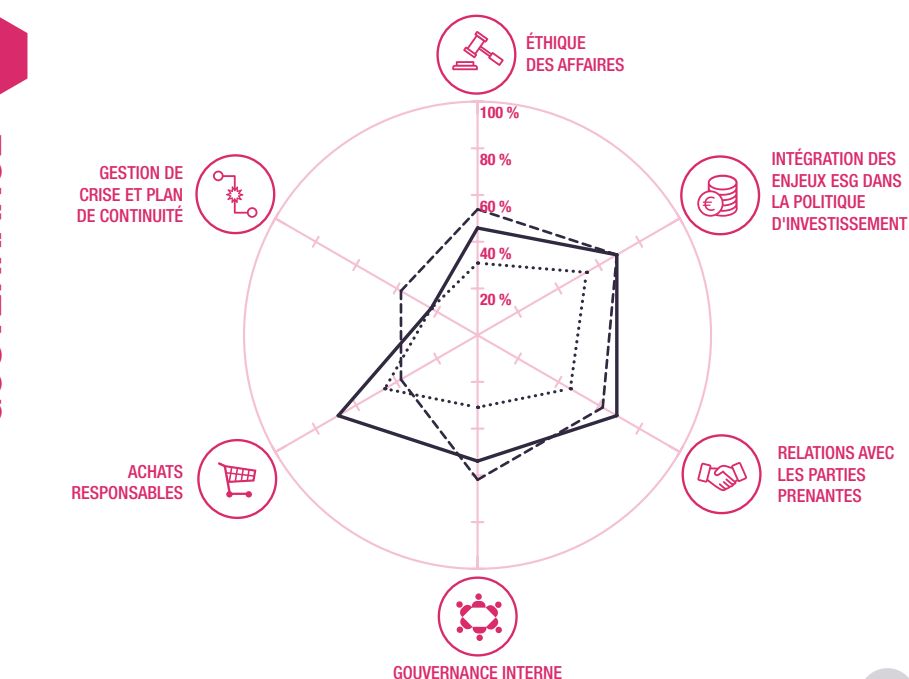 ÉTHIQUE
DES AFFAIRES
100 %
80 %
60 %
40 %
20 %
INTÉGRATION DES
ENJEUX ESG DANS
LA POLITIQUE
D'INVESTISSEMENT
RELATIONS AVEC
LES PARTIES
PRENANTES
GOUVERNANCE INTERNE
ACHATS
RESPONSABLES
GESTION DE
CRISE ET PLAN
DE CONTINUITÉ